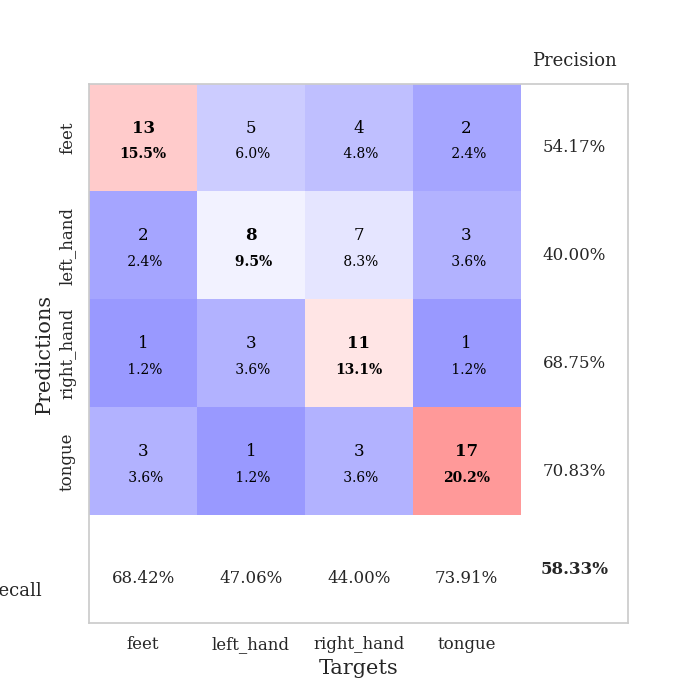 Precision
feet 13 5 4 2
15.5% 6.0% 4.8% 2.4% 54.17%
left_hand 2 8 7 3
2.4% 9.5% 8.3% 3.6% 40.00%
Predictions
right_hand 1 3 11 1
1.2% 3.6% 13.1% 1.2% 68.75%
tongue 3 1 3 17
3.6% 1.2% 3.6% 20.2% 70.83%
ecall 68.42% 47.06% 44.00% 73.91% 58.33%
feet left_hand right_hand tongue
Targets